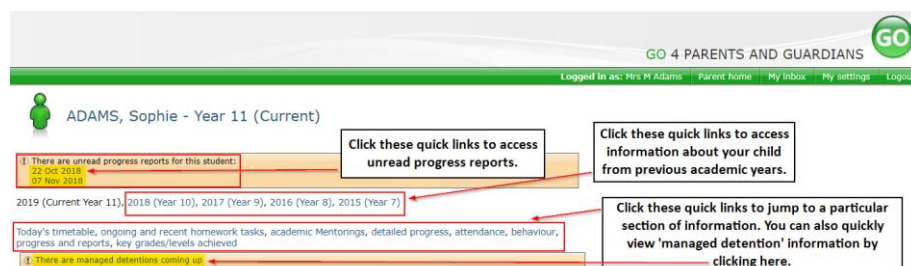 GO
GO 4 PARENTS AND GUARDIANS
Logged in as: Mrs M Adams Parent home My inbox My settings Logou
ADAMS, Sophie - Year 11 (Current)
There are unread progress reports for this student:
22 Oct 2018
07 Nov 2018
Click these quick links to access
unread progress reports.
Click these quick links to access
information about your child
from previous academic years.
2019 (Current Year 11), 2018 (Year 10), 2017 (Year 9), 2016 (Year 8), 2015 (Year 7)
Today's timetable, ongoing and recent homework tasks, academic Mentorings, detailed progress, attendance, behaviour,
progress and reports, key grades/levels achieved
Click these quick links to jump to a particular
section of information. You can also quickly
view 'managed detention' information by
clicking here.
There are managed detentions coming up